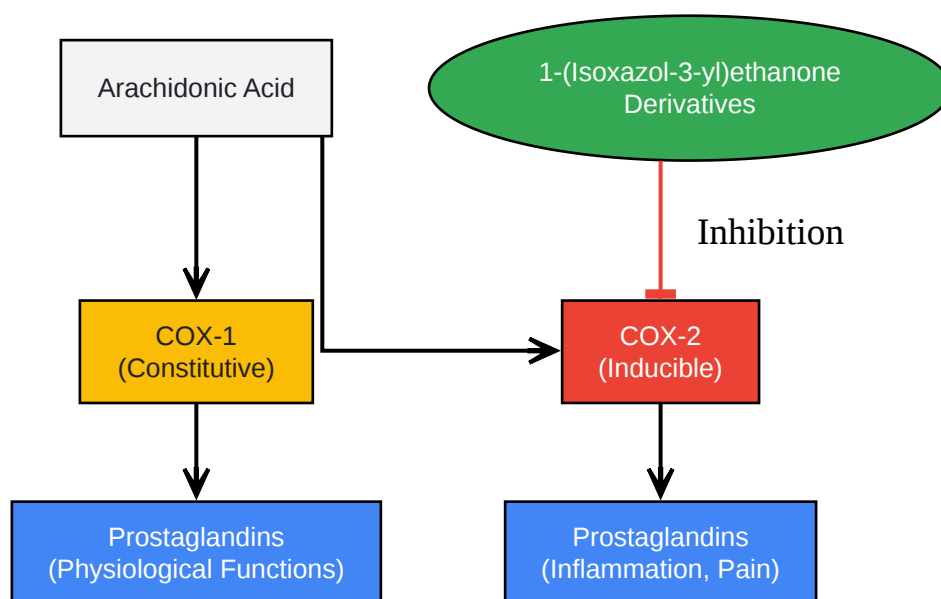 Arachidonic Acid
1-(Isoxazol-3-yl)ethanone
Derivatives
Inhibition
COX-1
(Constitutive)
COX-2
(Inducible)
Prostaglandins
(Physiological Functions)
Prostaglandins
(Inflammation, Pain)